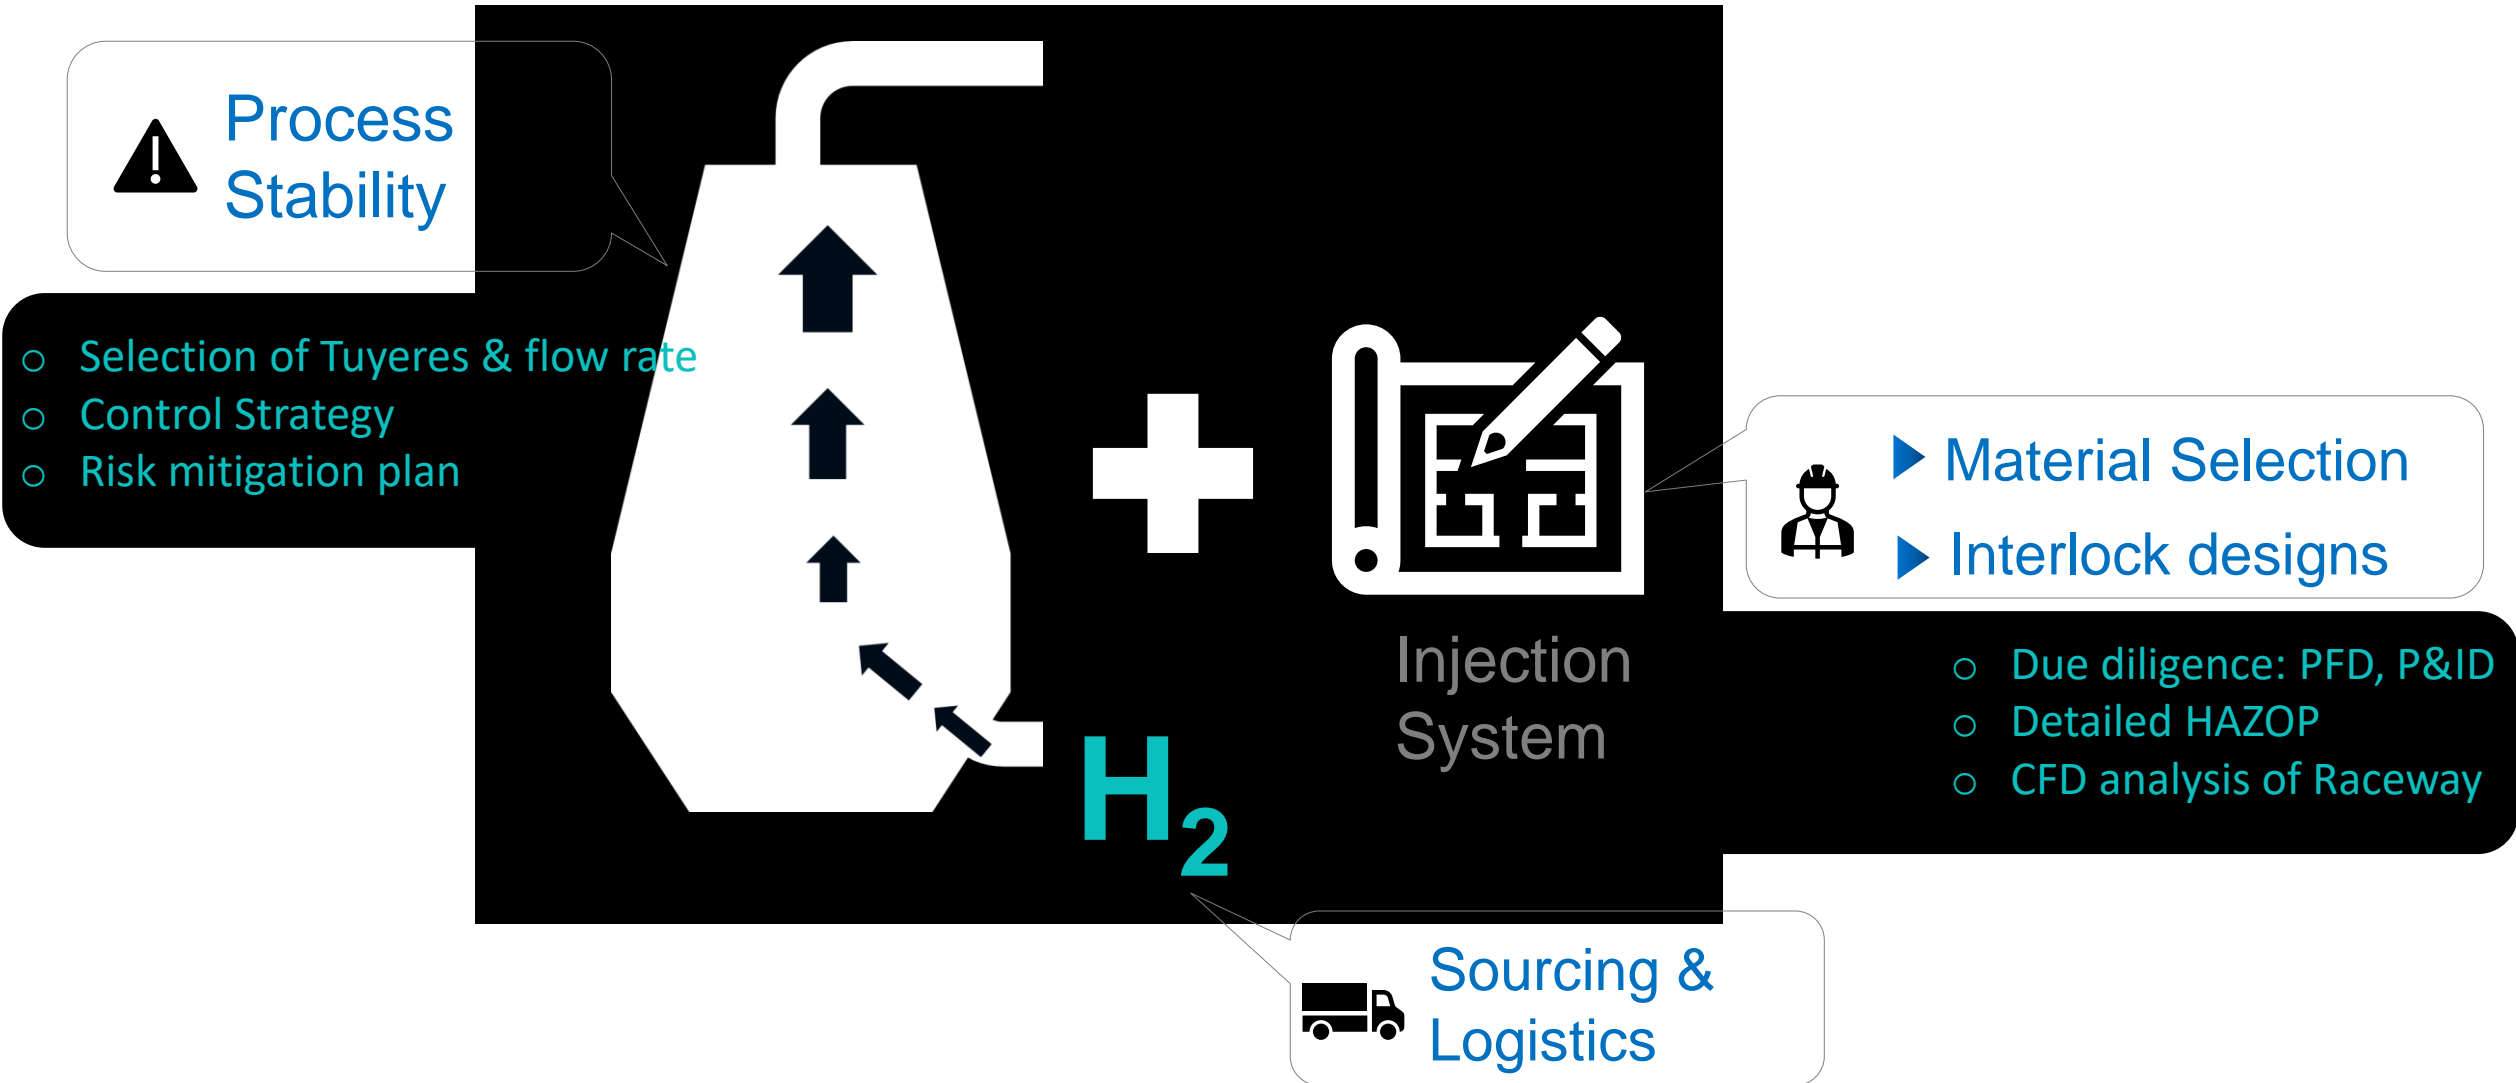 Process
Stability
o Selection of Tuyeres & flow rate
o Control Strategy
o Risk mitigation plan
Injection
System
H2
Material Selection
Interlock designs
o Due diligence: PFD, P&ID
o Detailed HAZOP
o CFD analysis of Raceway
Sourcing &
Logistics